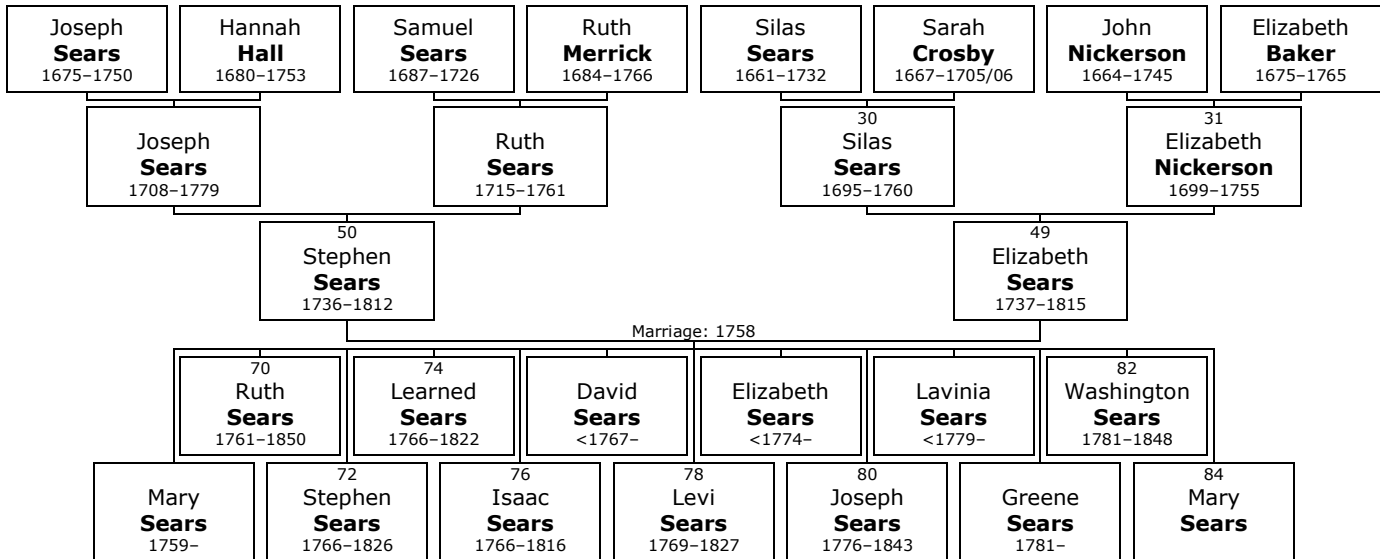 Joseph
Sears
1675–1750
Hannah
Hall
1680–1753
Samuel
Sears
1687–1726
Ruth
Merrick
1684–1766
Silas
Sears
1661–1732
Sarah
Crosby
1667–1705/06
John
Nickerson
1664–1745
Elizabeth
Baker
1675–1765
Joseph
Sears
1708–1779
Ruth
Sears
1715–1761
30
Silas
Sears
1695–1760
31
Elizabeth
Nickerson
1699–1755
50
Stephen
Sears
1736–1812
49
Elizabeth
Sears
1737–1815
Marriage: 1758
70
Ruth
Sears
1761–1850
74
Learned
Sears
1766–1822
David
Sears
<1767–
Elizabeth
Sears
<1774–
Lavinia
Sears
<1779–
82
Washington
Sears
1781–1848
Mary
Sears
1759–
72
Stephen
Sears
1766–1826
76
Isaac
Sears
1766–1816
78
Levi
Sears
1769–1827
80
Joseph
Sears
1776–1843
Greene
Sears
1781–
84
Mary
Sears